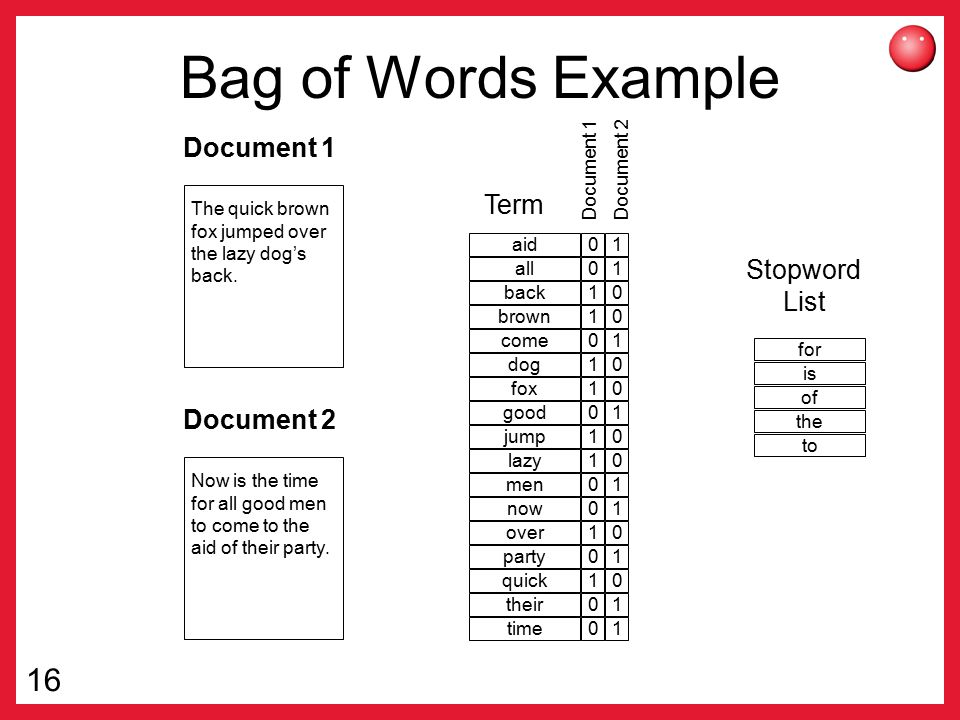 Bag of Words Example
Document 1
The quick brown
fox jumped over
the lazy dog’s
back.
Document 2
Now is the time
for all good men
to come to the
aid of their party.
Term Document 1 Document 2
aid 0 1
all 0 1
back 1 0
brown 1 0
come 0 1
dog 1 0
fox 1 0
good 0 1
jump 1 0
lazy 1 0
men 0 1
now 0 1
over 1 0
party 0 1
quick 1 0
their 0 1
time 0 1
Stopword
List
for
is
of
the
to
16